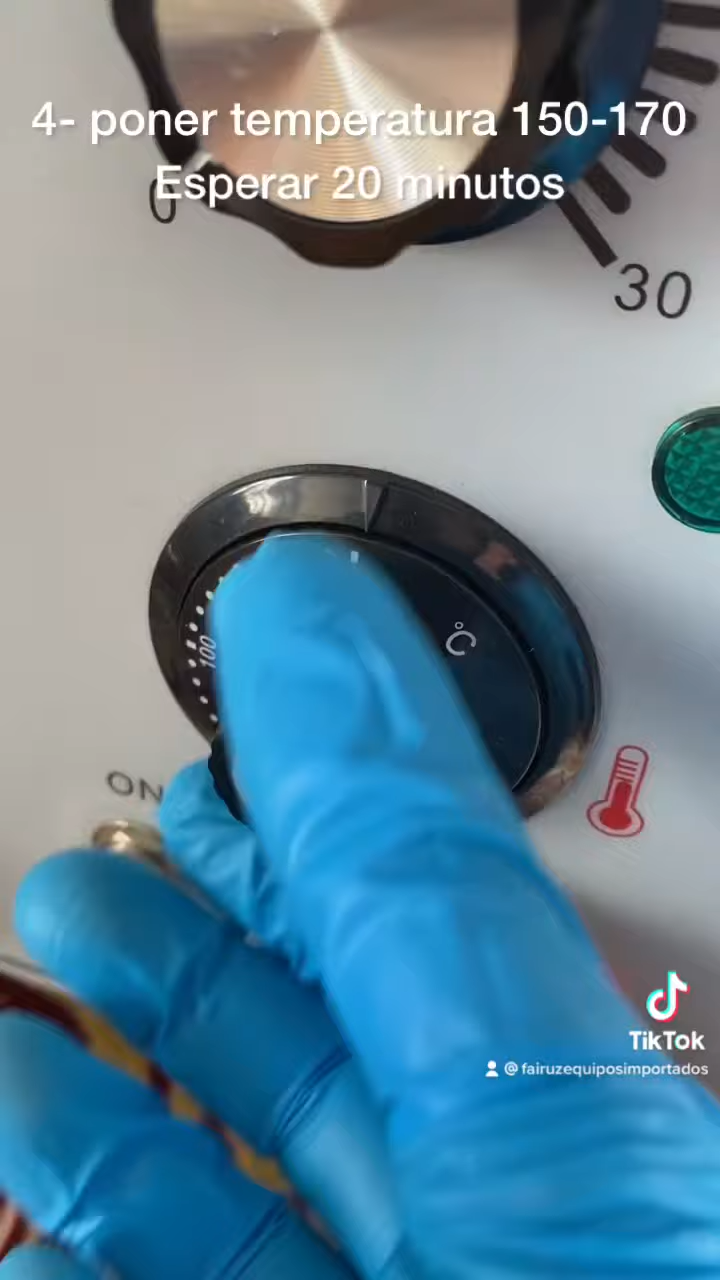 4- poner temperatura 150-170
Esperar 20 minutos
0
30
°C
100
ON
TikTok
@fairuzequiposimportados